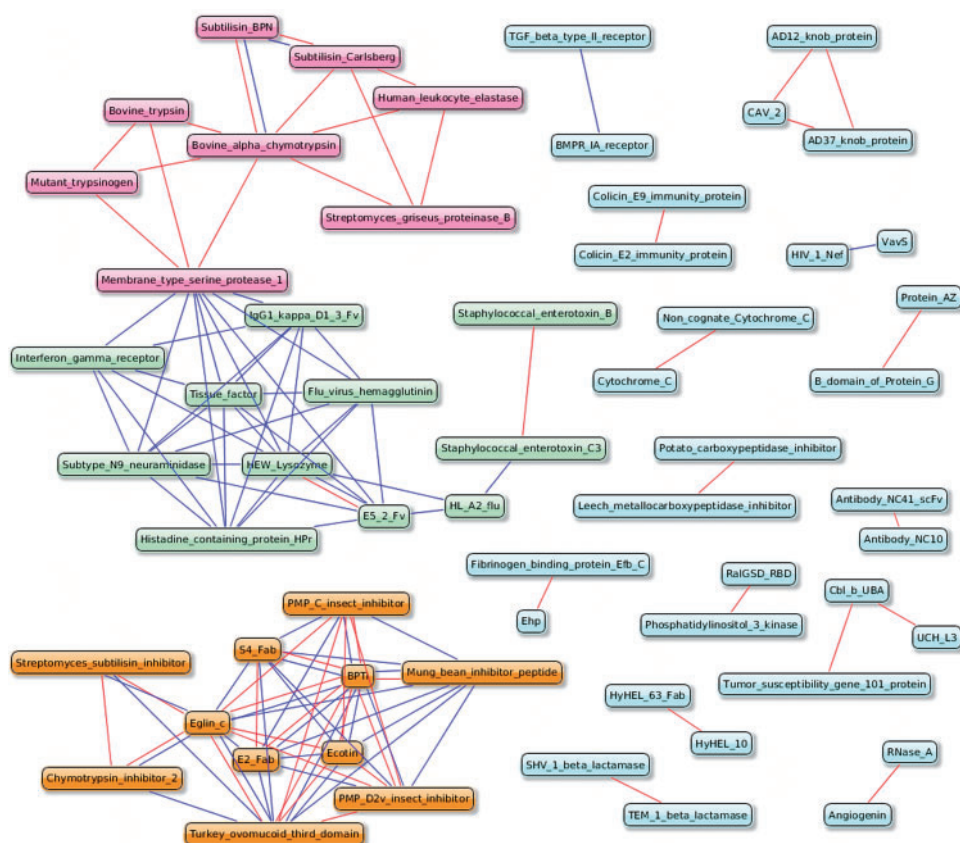 Subtilisin_BPN
Subtilisin_Carlsberg
Human_leukocyte_elastase
Bovine_trypsin
Bovine_alpha_chymotrypsin
Mutant_trypsinogen
Streptomyces_griseus_proteinase_B
Membrane_type_serine_protease_1
IgG1_kappa_D1_3_Fv
Interferon_gamma_receptor
Tissue_factor
Flu_virus_hemagglutinin
Subtype_N9_neuraminidase
HEW_Lysozyme
E5_2_Fv
HL_A2_flu
Histadine_containing_protein_HPr
Staphylococcal_enterotoxin_B
Staphylococcal_enterotoxin_C3
PMP_C_insect_inhibitor
Streptomyces_subtilisin_inhibitor
S4_Fab
BPTi
Mung_bean_inhibitor_peptide
Eglin_c
E2_Fab
Ecotin
Chymotrypsin_inhibitor_2
PMP_D2v_insect_inhibitor
Turkey_ovomucoid_third_domain
TGF_beta_type_II_receptor
BMPR_IA_receptor
AD12_knob_protein
CAV_2
AD37_knob_protein
Colicin_E9_immunity_protein
Colicin_E2_immunity_protein
VavS
HIV_1_Nef
Protein_AZ
B_domain_of_Protein_G
Non_cognate_Cytochrome_C
Cytochrome_C
Potato_carboxypeptidase_inhibitor
Leech_metallocarboxypeptidase_inhibitor
Antibody_NC41_scFv
Antibody_NC10
Fibrinogen_binding_protein_Efb_C
Ehp
RalGSD_RBD
Phosphatidylinositol_3_kinase
Cbl_b_UBA
UCH_L3
Tumor_susceptibility_gene_101_protein
HyHEL_63_Fab
HyHEL_10
SHV_1_beta_lactamase
TEM_1_beta_lactamase
RNase_A
Angiogenin